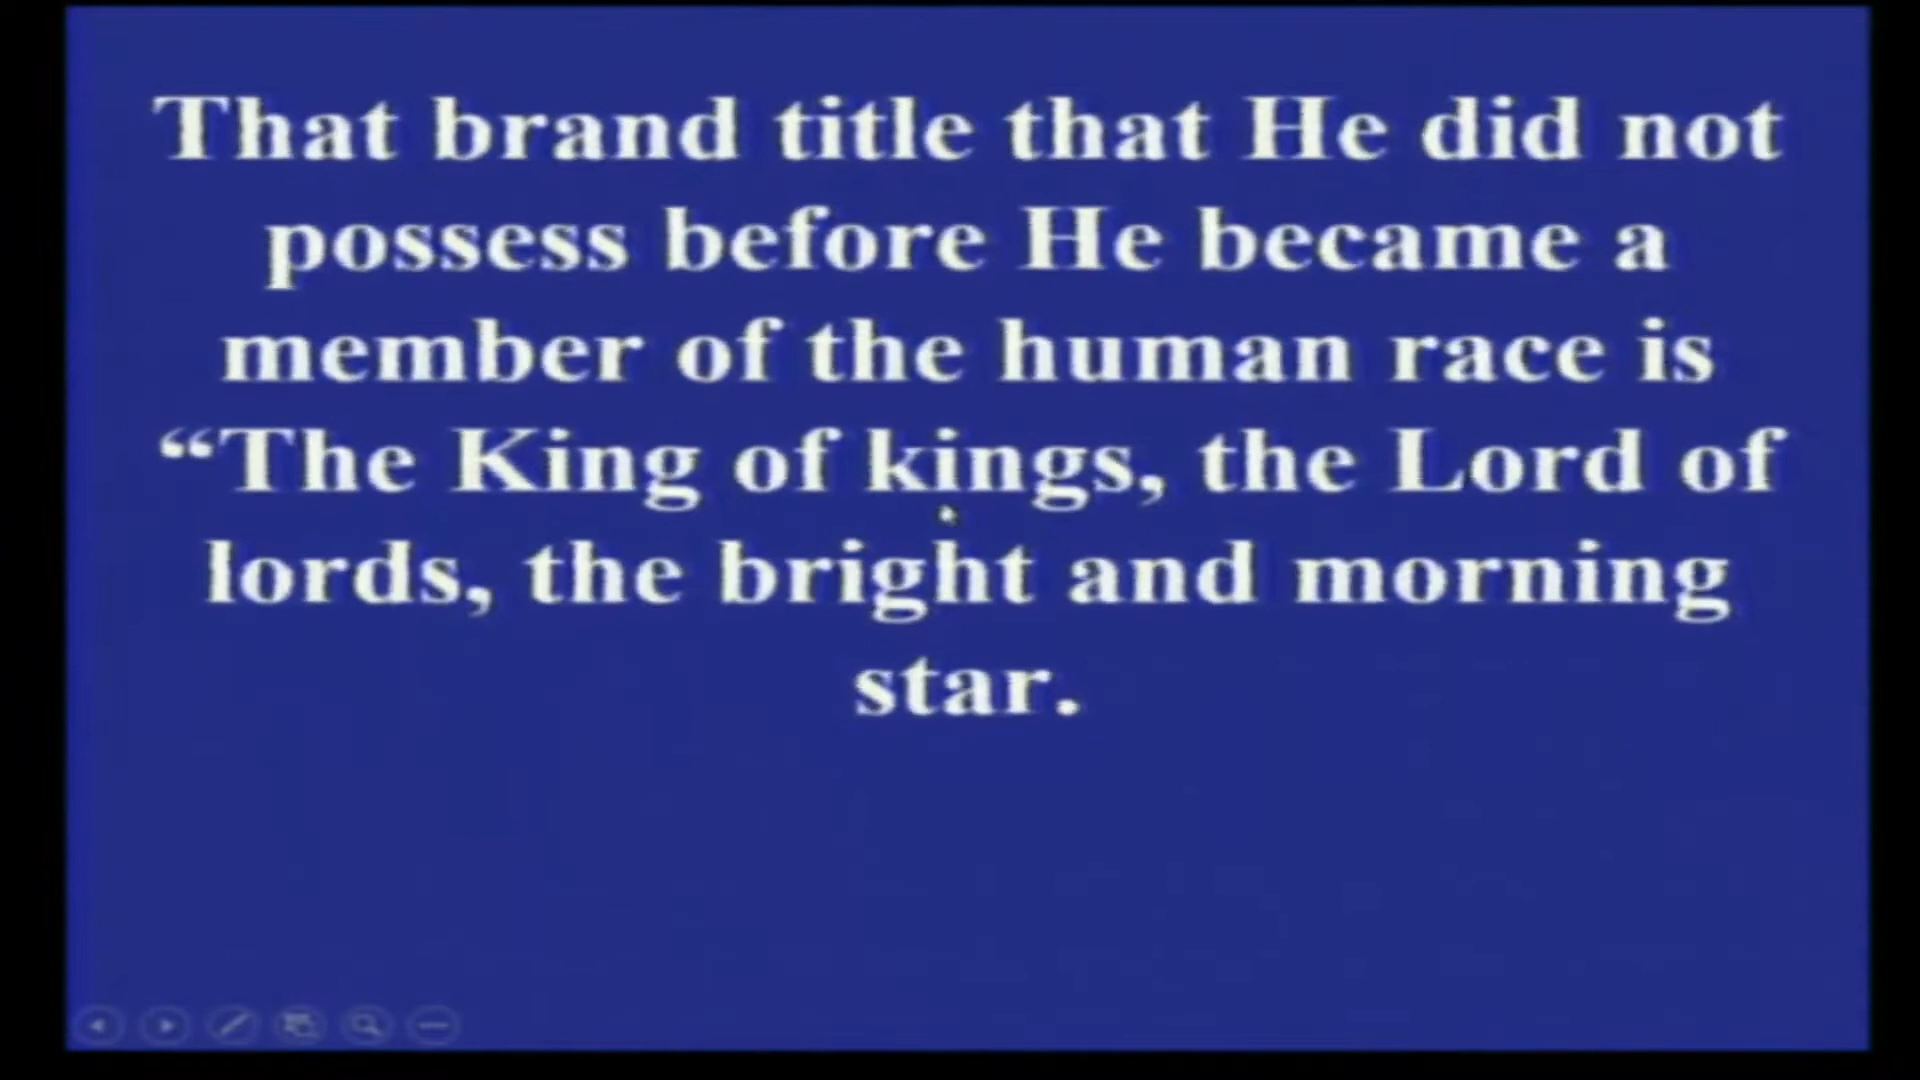 That brand title that He did not
possess before He became a
member of the human race is
“The King of kings, the Lord of
lords, the bright and morning
star.